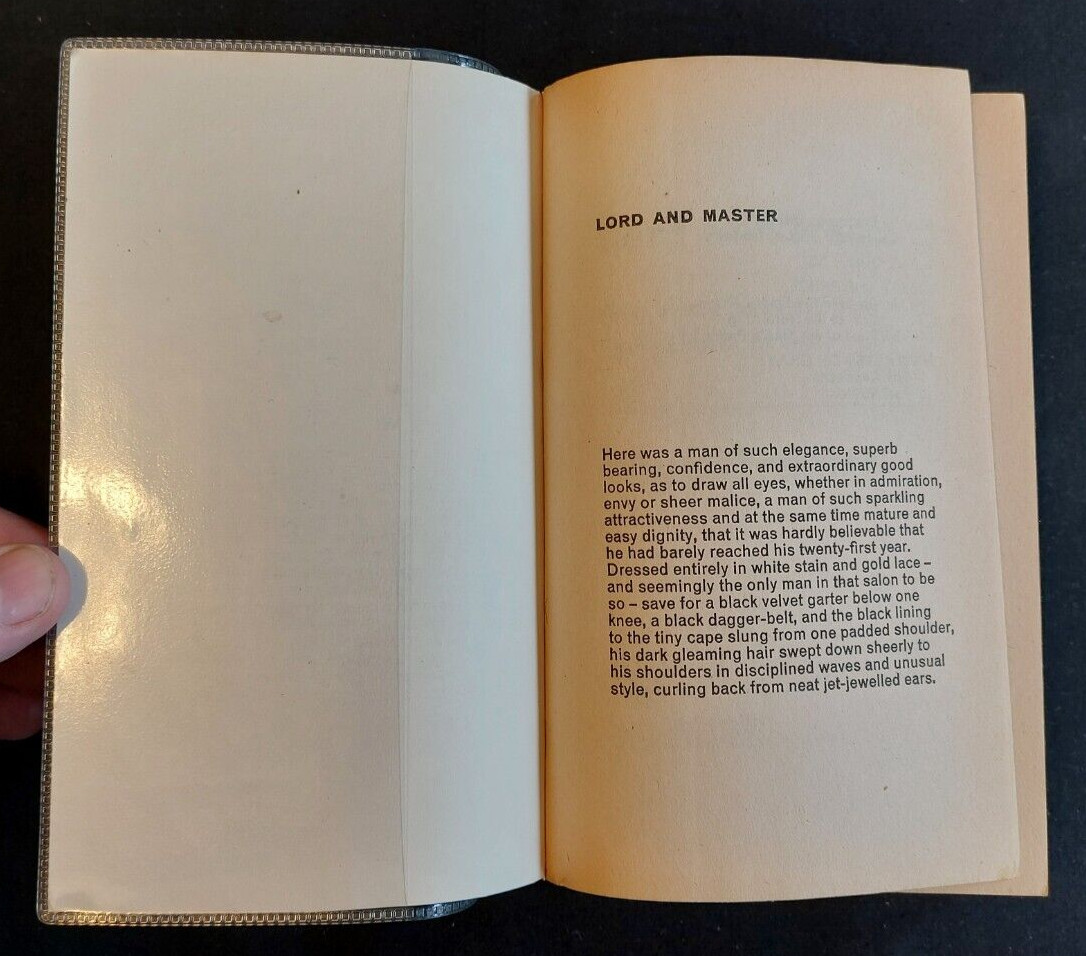 LORD AND MASTER
Here was a man of such elegance, superb
bearing, confidence, and extraordinary good
looks, as to draw all eyes, whether in admiration,
envy or sheer malice, a man of such sparkling
attractiveness and at the same time mature and
easy dignity, that it was hardly believable that
he had barely reached his twenty-first year.
Dressed entirely in white stain and gold lace –
and seemingly the only man in that salon to be
so – save for a black velvet garter below one
knee, a black dagger-belt, and the black lining
to the tiny cape slung from one padded shoulder,
his dark gleaming hair swept down sheerly to
his shoulders in disciplined waves and unusual
style, curling back from neat jet-jewelled ears.